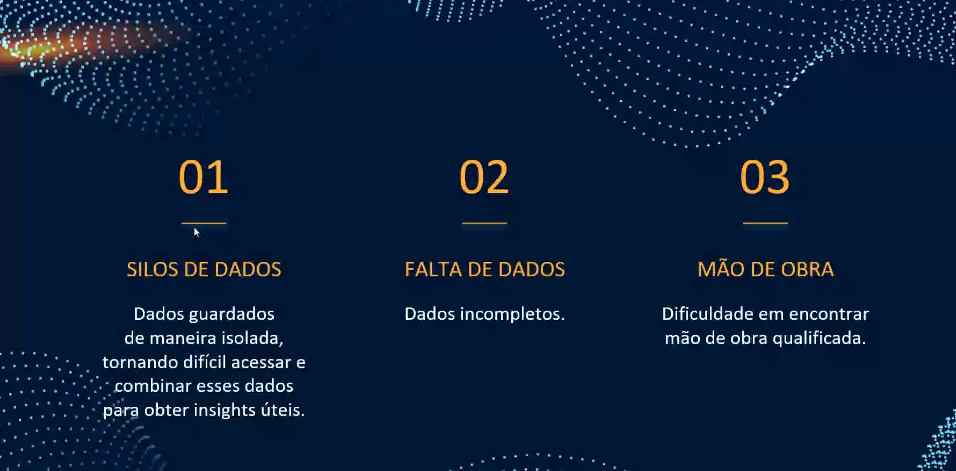 01
SILOS DE DADOS
Dados guardados
de maneira isolada,
tornando difícil acessar e
combinar esses dados
para obter insights úteis.
02
FALTA DE DADOS
Dados incompletos.
03
MÃO DE OBRA
Dificuldade em encontrar
mão de obra qualificada.